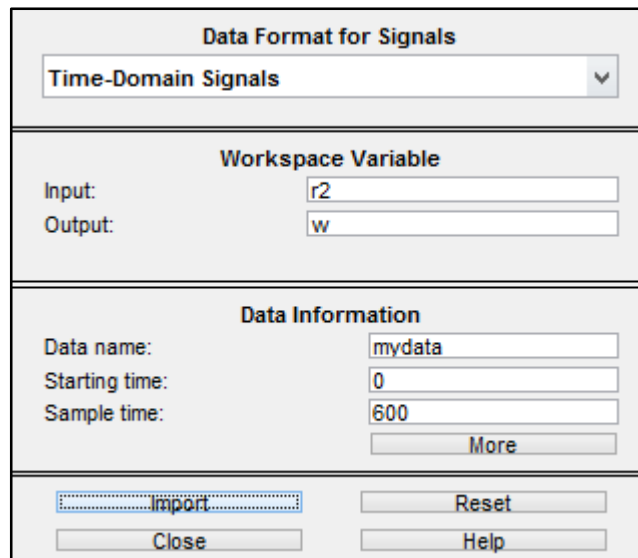 Data Format for Signals
Time-Domain Signals
Workspace Variable
Input: r2
Output: w
Data Information
Data name: mydata
Starting time: 0
Sample time: 600
More
Import Reset
Close Help